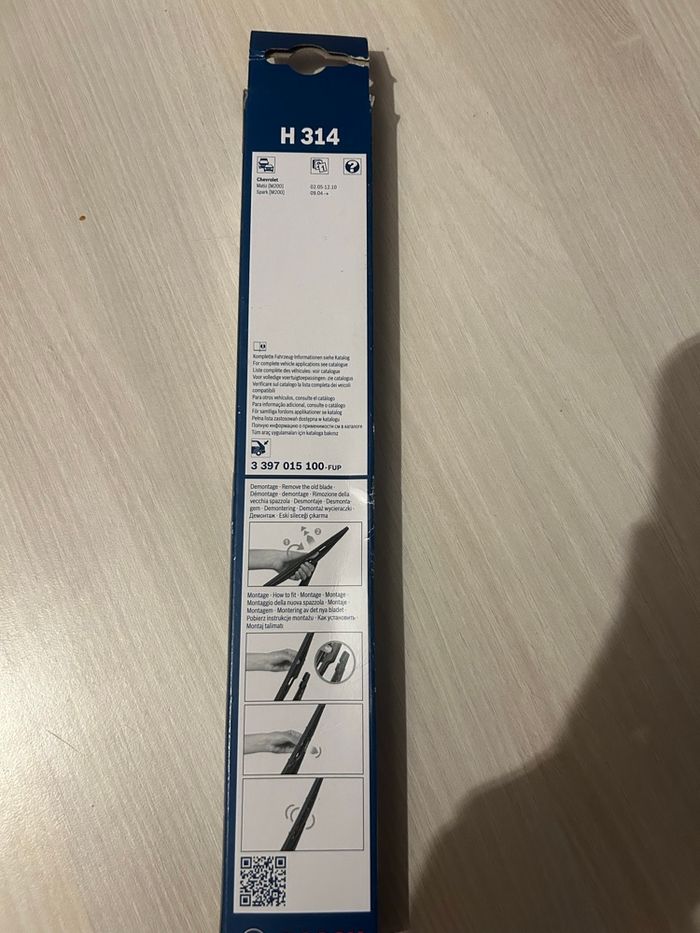 H 314
Chevrolet
Matiz [M200] 02.05-12.10
Spark [M200] 09.04-»
Komplette Fahrzeug-Informationen siehe Katalog
For complete vehicle applications see catalogue
Liste complète des véhicules: voir catalogue
Voor volledige voertuigtoepassingen: zie catalogus
Verificare sul catalogo la lista completa dei veicoli
compatibili
Para otros vehículos, consulte el catálogo
Para informação adicional, consulte o catálogo
För samtliga fordons applikationer se katalog
Pełna lista zastosowań dostępna w katalogu
Полную информацию о применимости см в каталоге
Tüm araç uygulamaları için kataloga bakınız
3 397 015 100-FUP
Demontage · Remove the old blade ·
Démontage · demontage · Rimozione della
vecchia spazzola · Desmontaje · Desmonta-
gem · Demontering · Demontaż wycieraczki ·
Демонтаж · Eski sileceği çıkarma
1 2
Montage · How to fit · Montage · Montage ·
Montaggio della nuova spazzola · Montaje ·
Montagem · Montering av det nya bladet ·
Pobierz instrukcje montażu · Как установить ·
Montaj talimatı